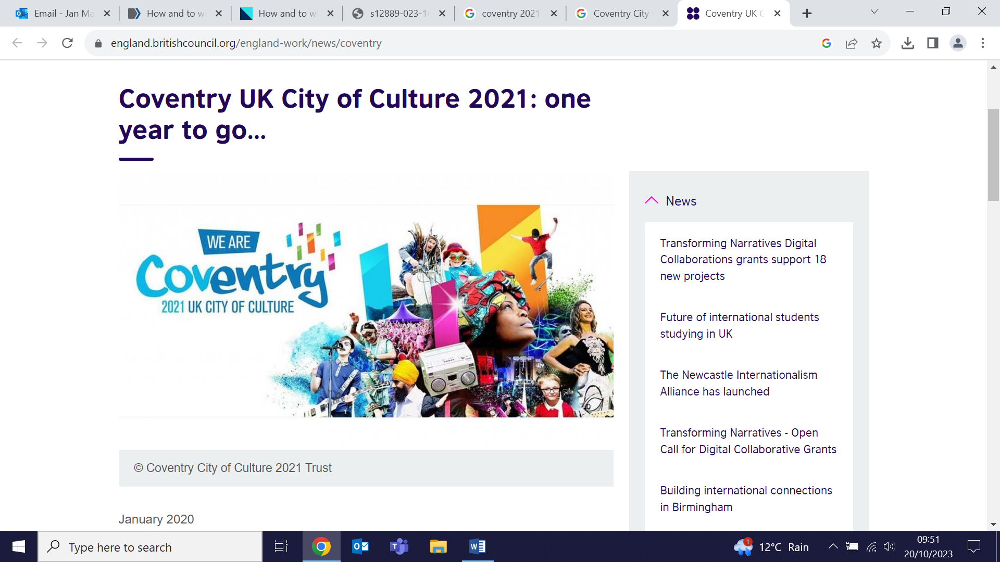 Email - Jan Ma
How and to w
How and to w
s12889-023-1
coventry 2021
Coventry City
Coventry UK C
england.britishcouncil.org/england-work/news/coventry
Coventry UK City of Culture 2021: one
year to go...
WE ARE
Coventry
2021 UK CITY OF CULTURE
© Coventry City of Culture 2021 Trust
January 2020
News
Transforming Narratives Digital
Collaborations grants support 18
new projects
Future of international students
studying in UK
The Newcastle Internationalism
Alliance has launched
Transforming Narratives - Open
Call for Digital Collaborative Grants
Building international connections
in Birmingham
Type here to search
1
12°C Rain
09:51
20/10/2023